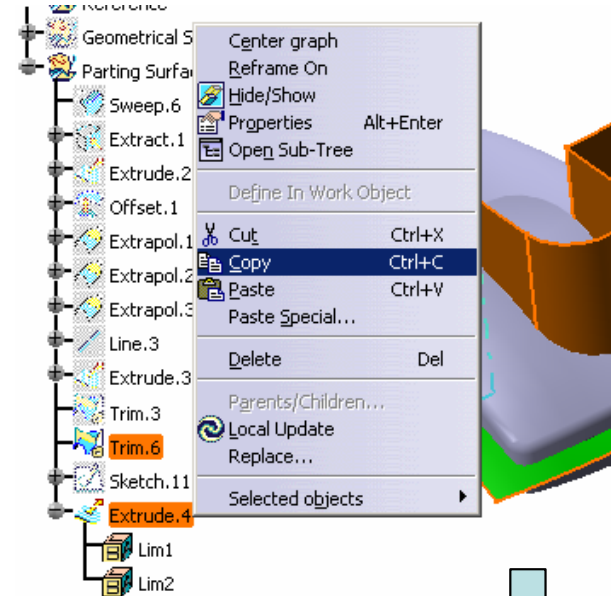 Reference
Geometrical S
Parting Surfa
Sweep.6
Extract.1
Extrude.2
Offset.1
Extrapol.1
Extrapol.2
Extrapol.3
Line.3
Extrude.3
Trim.3
Trim.6
Sketch.11
Extrude.4
Lim1
Lim2
Center graph
Reframe On
Hide/Show
Properties Alt+Enter
Open Sub-Tree
Define In Work Object
Cut Ctrl+X
Copy Ctrl+C
Paste Ctrl+V
Paste Special...
Delete Del
Parents/Children...
Local Update
Replace...
Selected objects